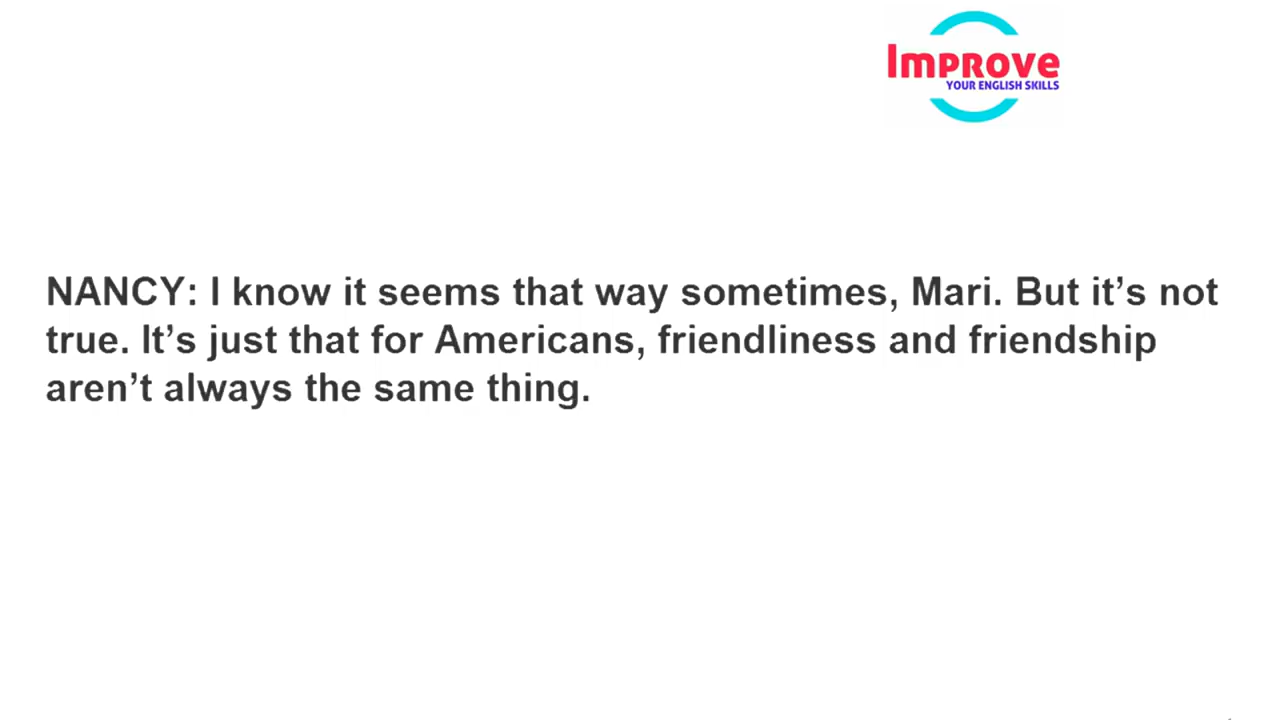 Improve
YOUR ENGLISH SKILLS
NANCY: I know it seems that way sometimes, Mari. But it’s not
true. It’s just that for Americans, friendliness and friendship
aren’t always the same thing.